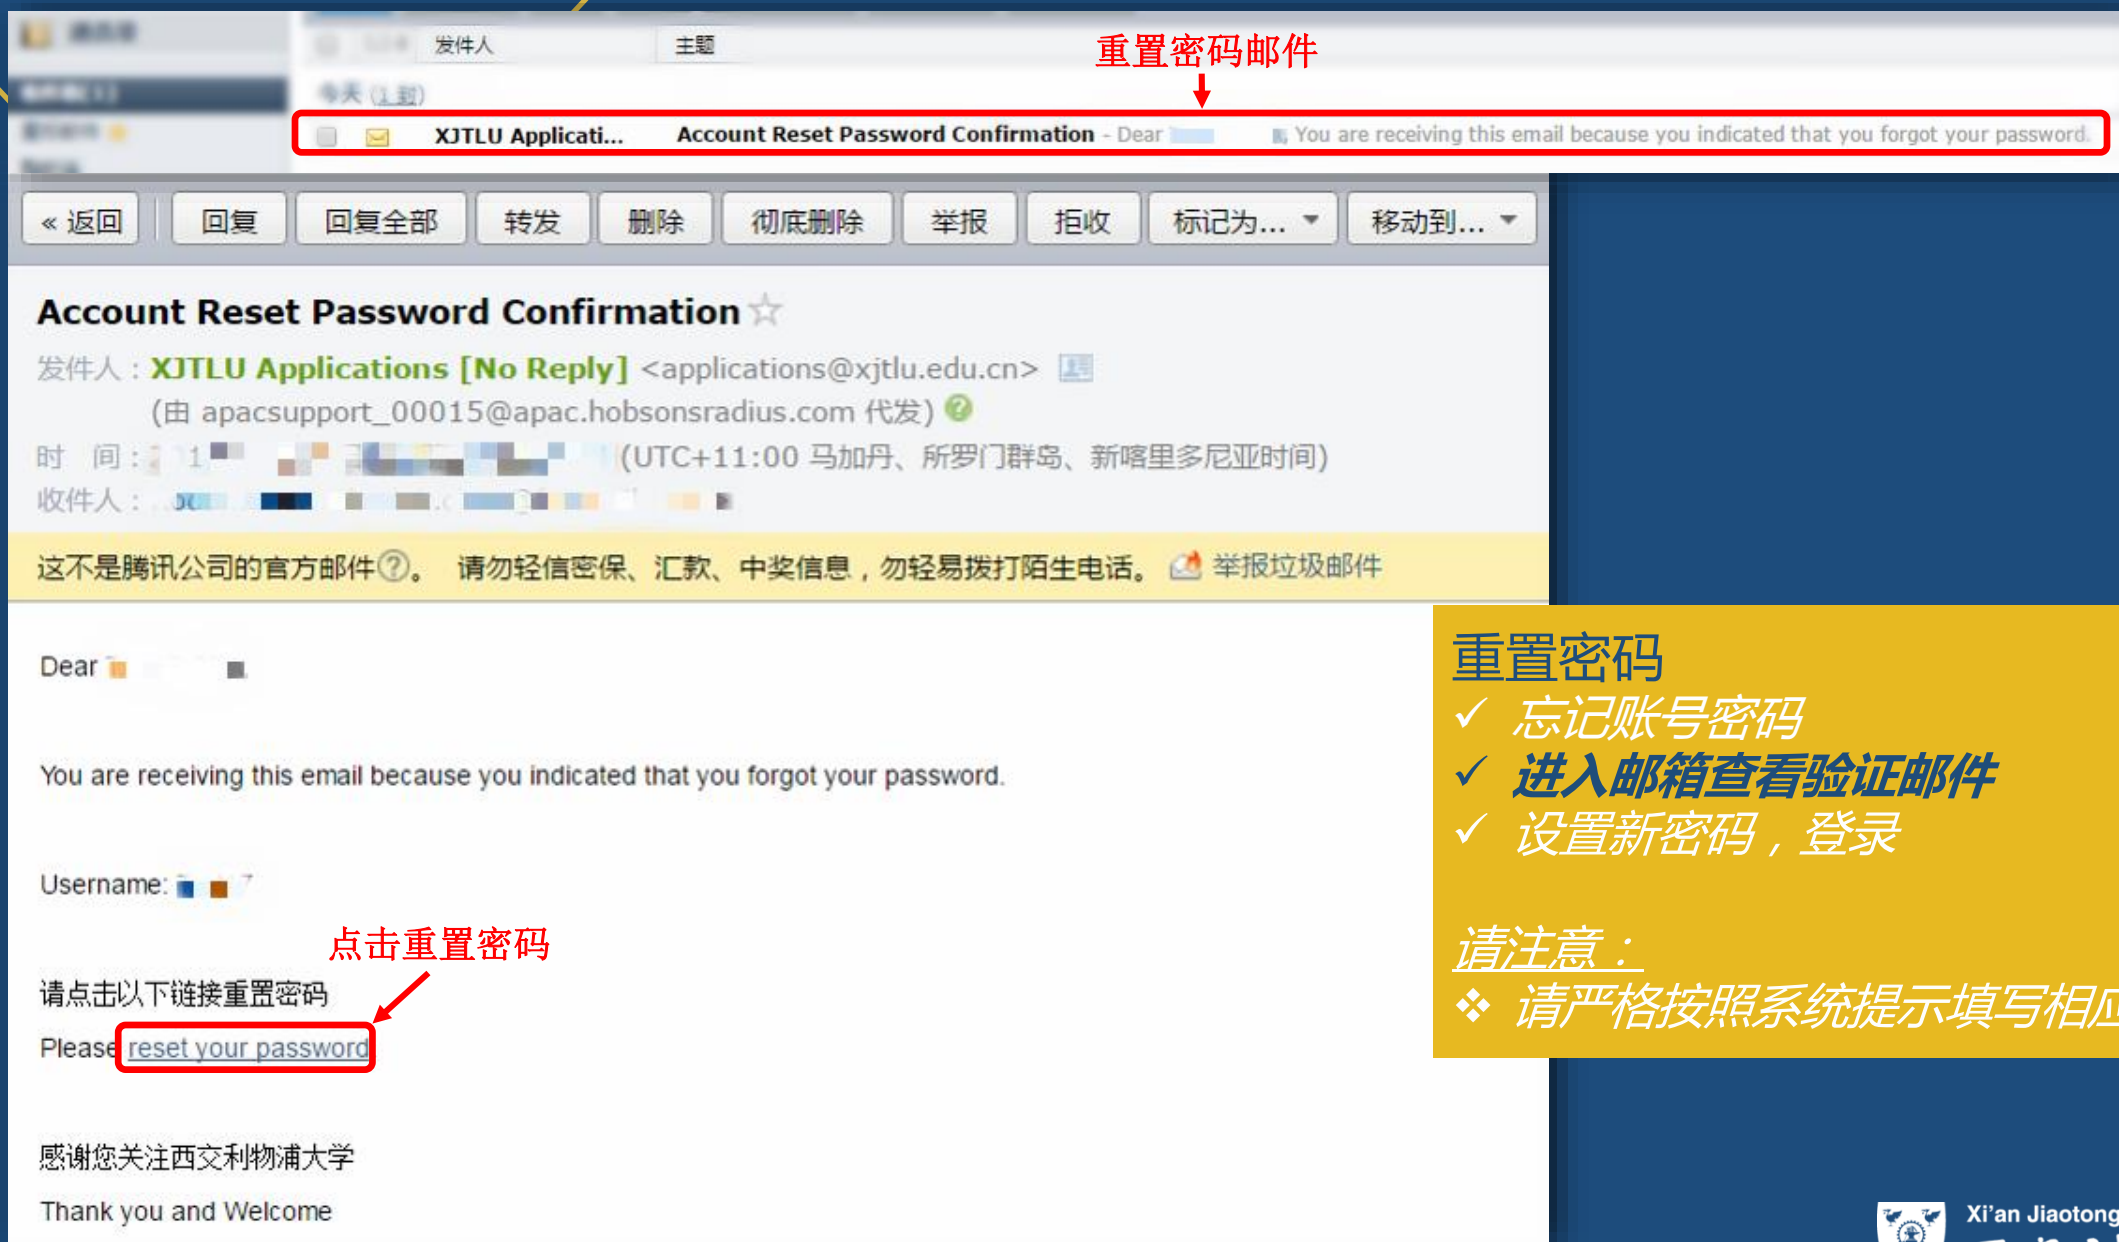 发件人 主题
重置密码邮件
今天 (1 封)
XJTLU Applicati... Account Reset Password Confirmation - Dear You are receiving this email because you indicated that you forgot your password.
« 返回 回复 回复全部 转发 删除 彻底删除 举报 拒收 标记为... 移动到...
Account Reset Password Confirmation
发件人：XJTLU Applications [No Reply] <applications@xjtlu.edu.cn>
(由 apacsupport_00015@apac.hobsonsradius.com 代发)
时 间： (UTC+11:00 马加丹、所罗门群岛、新喀里多尼亚时间)
收件人：
这不是腾讯公司的官方邮件?。 请勿轻信密保、汇款、中奖信息，勿轻易拨打陌生电话。 举报垃圾邮件
Dear
You are receiving this email because you indicated that you forgot your password.
Username:
点击重置密码
请点击以下链接重置密码
Please reset your password
感谢您关注西交利物浦大学
Thank you and Welcome
重置密码
✓ 忘记账号密码
✓ 进入邮箱查看验证邮件
✓ 设置新密码，登录
请注意：
❖ 请严格按照系统提示填写相应
Xi'an Jiaotong